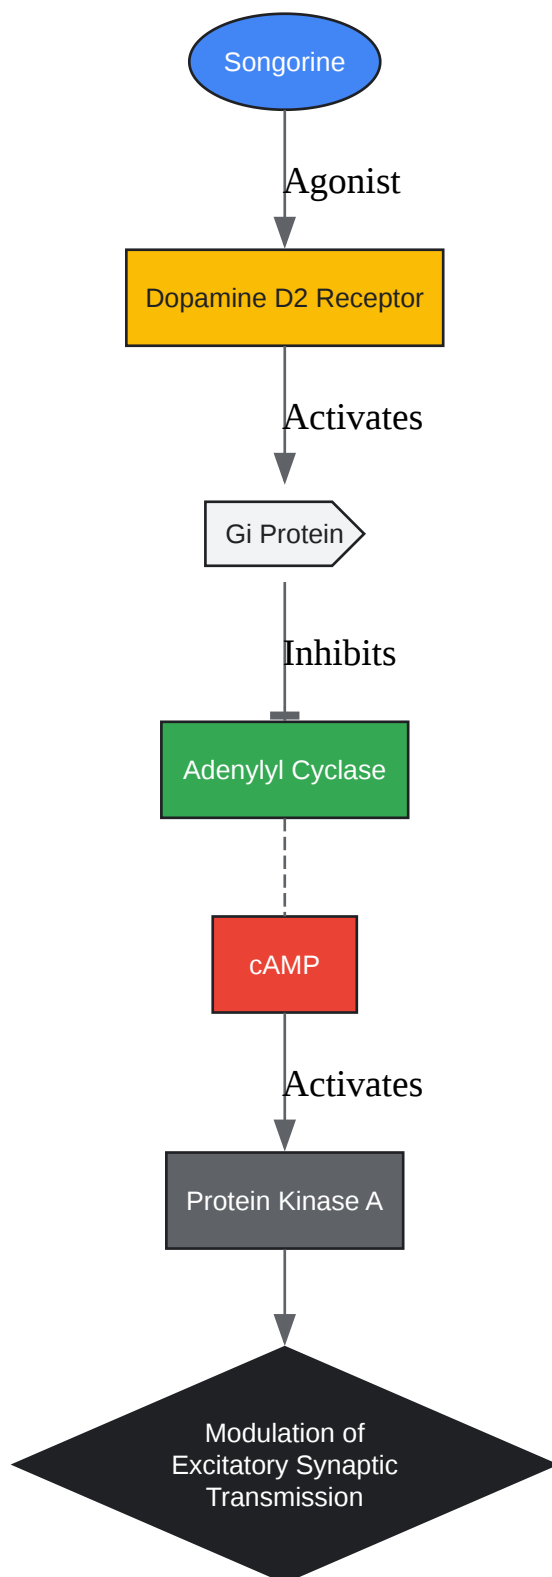 Songorine
Agonist
Dopamine D2 Receptor
Activates
Gi Protein
Inhibits
Adenylyl Cyclase
cAMP
Activates
Protein Kinase A
Modulation of
Excitatory Synaptic
Transmission